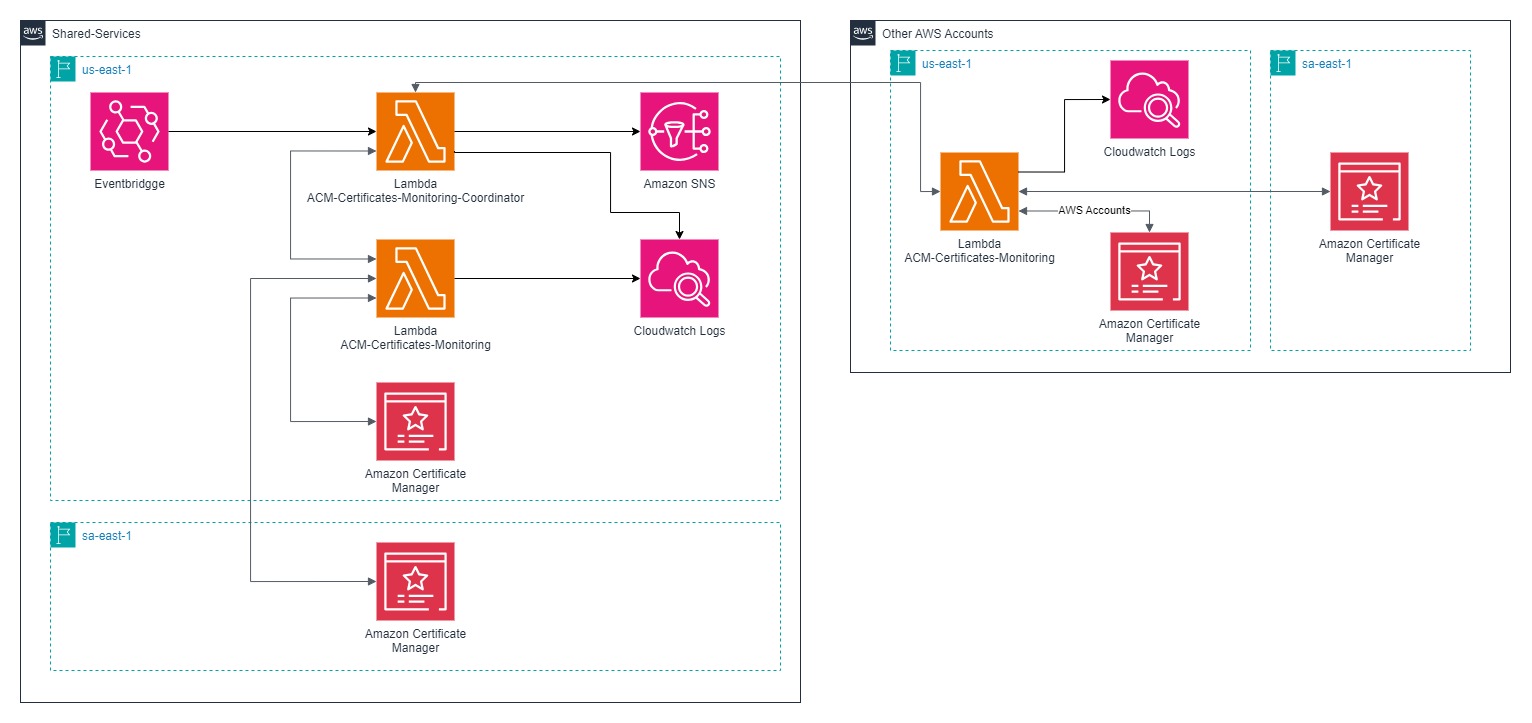 aws
Shared-Services
us-east-1
Eventbridgge
Lambda
ACM-Certificates-Monitoring-Coordinator
Amazon SNS
Lambda
ACM-Certificates-Monitoring
Cloudwatch Logs
Amazon Certificate
Manager
sa-east-1
Amazon Certificate
Manager
aws
Other AWS Accounts
us-east-1
Cloudwatch Logs
Lambda
ACM-Certificates-Monitoring
AWS Accounts
Amazon Certificate
Manager
sa-east-1
Amazon Certificate
Manager